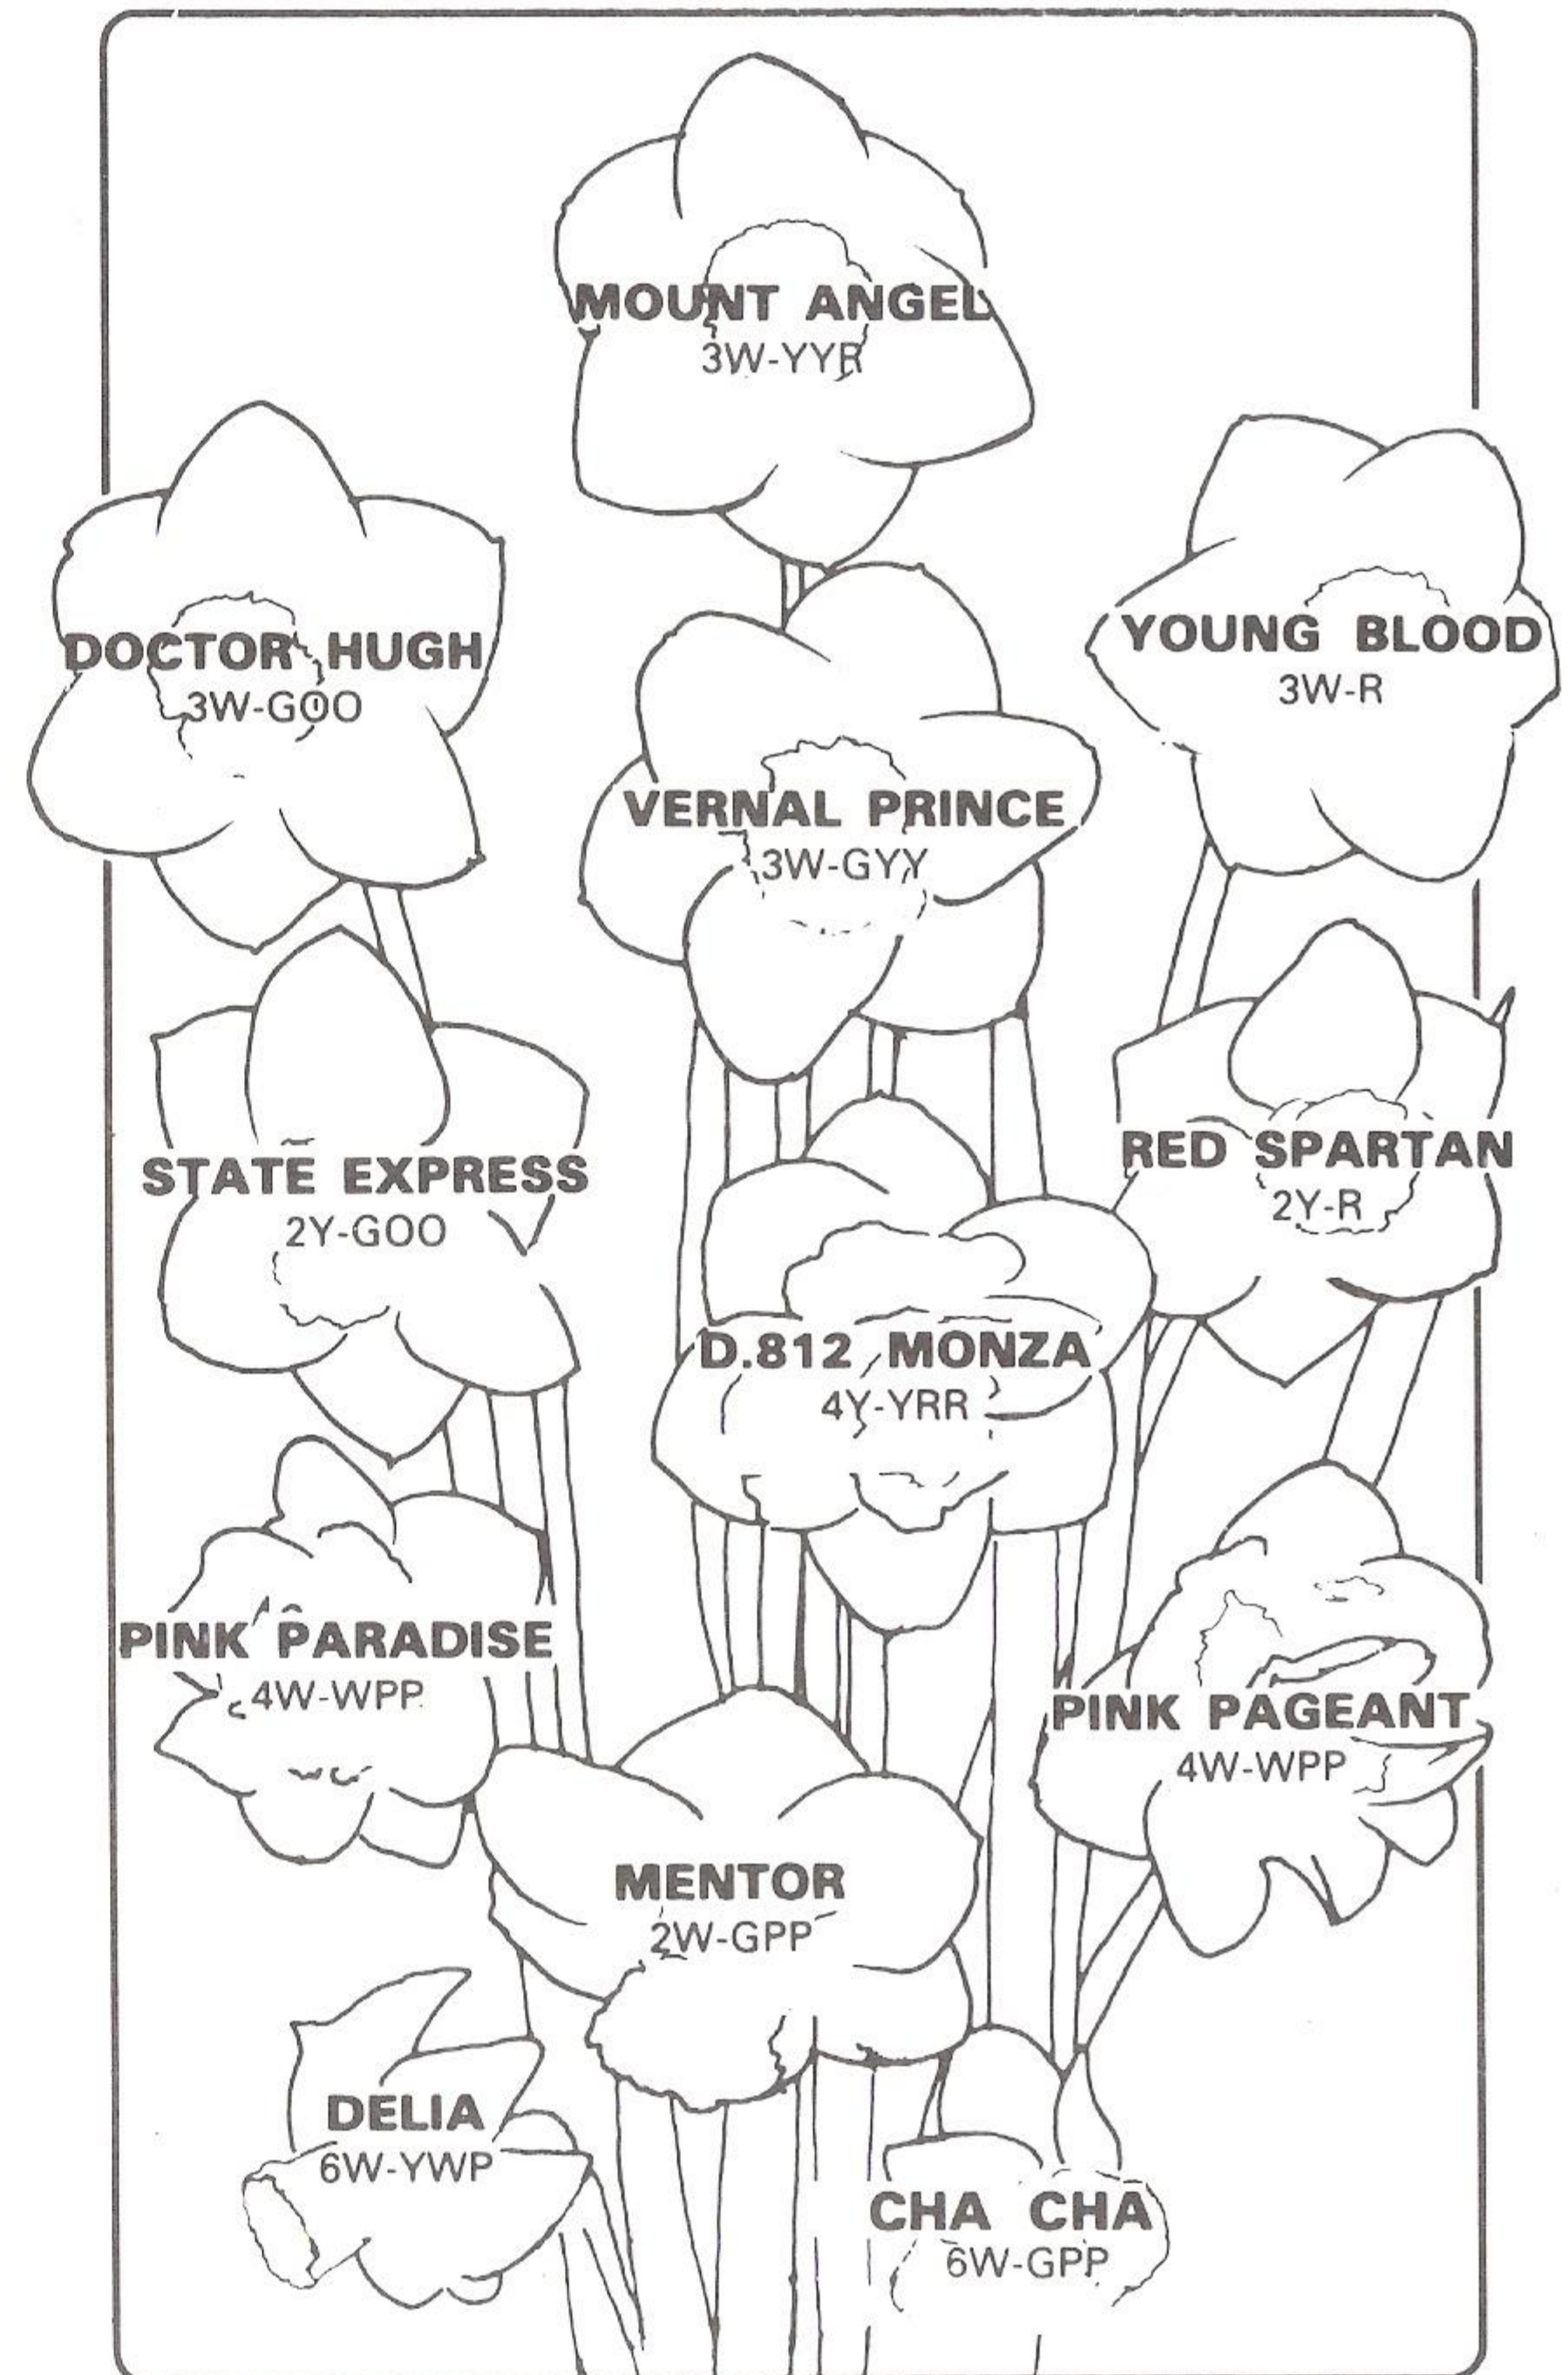 MOUNT ANGEL
3W-YYR
DOCTOR HUGH
3W-GOO
YOUNG BLOOD
3W-R
VERNAL PRINCE
3W-GYY
STATE EXPRESS
2Y-GOO
RED SPARTAN
2Y-R
D.812 MONZA
4Y-YRR
PINK PARADISE
4W-WPP
PINK PAGEANT
4W-WPP
MENTOR
2W-GPP
DELIA
6W-YWP
CHA CHA
6W-GPP